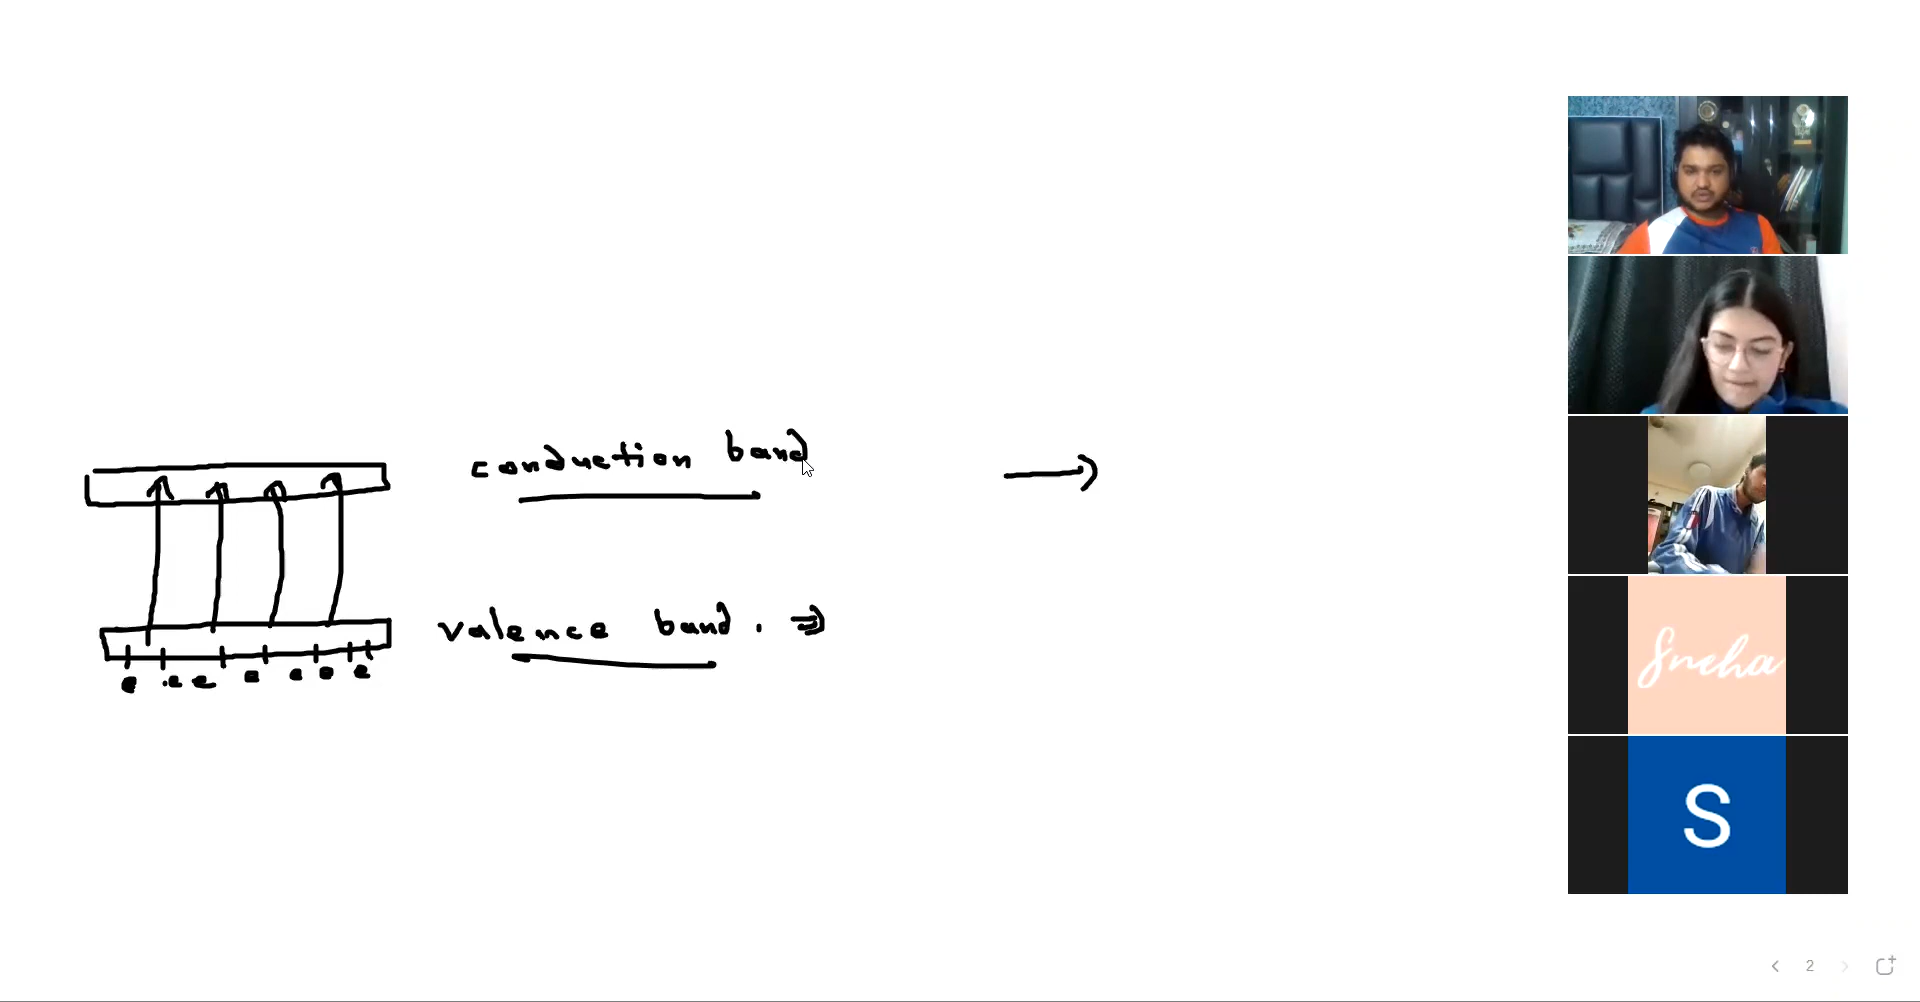 conduction band
valence band.
e e e e e e e
Sneha
S
2